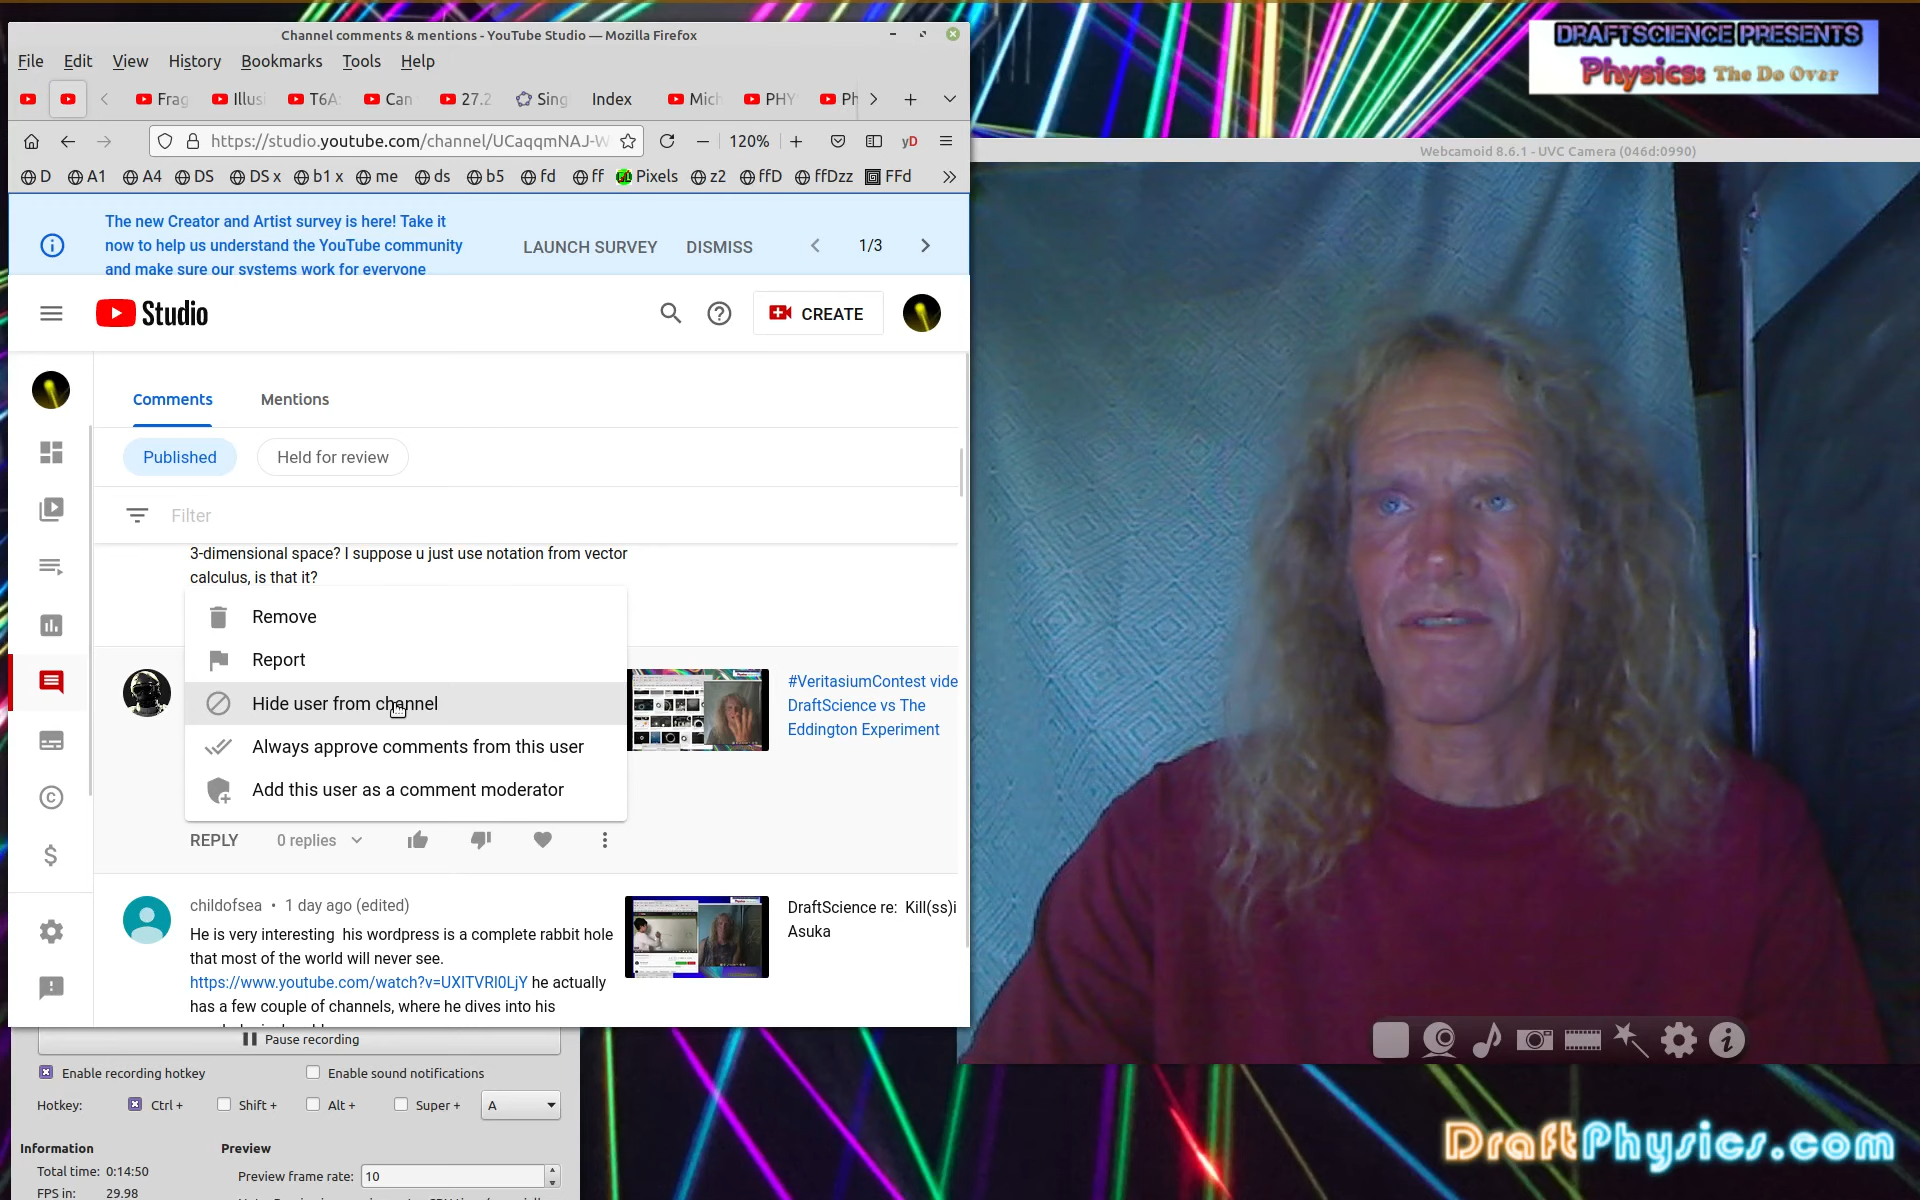 Channel comments & mentions - YouTube Studio — Mozilla Firefox
File Edit View History Bookmarks Tools Help
Frag Illus T6A: Can 27.2 Sing Index Mich PHY Ph
https://studio.youtube.com/channel/UCaqqmNAJ-W 120% yD
D A1 A4 DS DS x b1 x me ds b5 fd ff Pixels z2 ffD ffDzz FFd
The new Creator and Artist survey is here! Take it
now to help us understand the YouTube community
and make sure our systems work for everyone
LAUNCH SURVEY DISMISS 1/3
Studio
CREATE
Comments Mentions
Published Held for review
Filter
3-dimensional space? I suppose u just use notation from vector
calculus, is that it?
Remove
Report
Hide user from channel
Always approve comments from this user
Add this user as a comment moderator
#VeritasiumContest vide
DraftScience vs The
Eddington Experiment
REPLY 0 replies
childofsea • 1 day ago (edited)
He is very interesting his wordpress is a complete rabbit hole
that most of the world will never see.
https://www.youtube.com/watch?v=UXITVRI0LjY he actually
has a few couple of channels, where he dives into his
DraftScience re: Kill(ss)i
Asuka
Pause recording
Enable recording hotkey Enable sound notifications
Hotkey: Ctrl + Shift + Alt + Super + A
Information Preview
Total time: 0:14:50
Preview frame rate: 10
FPS in: 29.98
DRAFTSCIENCE PRESENTS
Physics: The Do Over
Webcamoid 8.6.1 - UVC Camera (046d:0990)
DraftPhysics.com